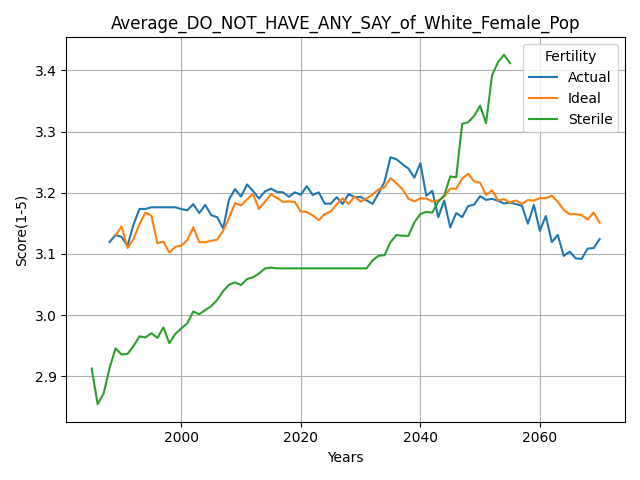 Average_DO_NOT_HAVE_ANY_SAY_of_White_Female_Pop
Fertility
Actual
Ideal
Sterile
Score(1-5)
3.4
3.3
3.2
3.1
3.0
2.9
2000 2020 2040 2060
Years